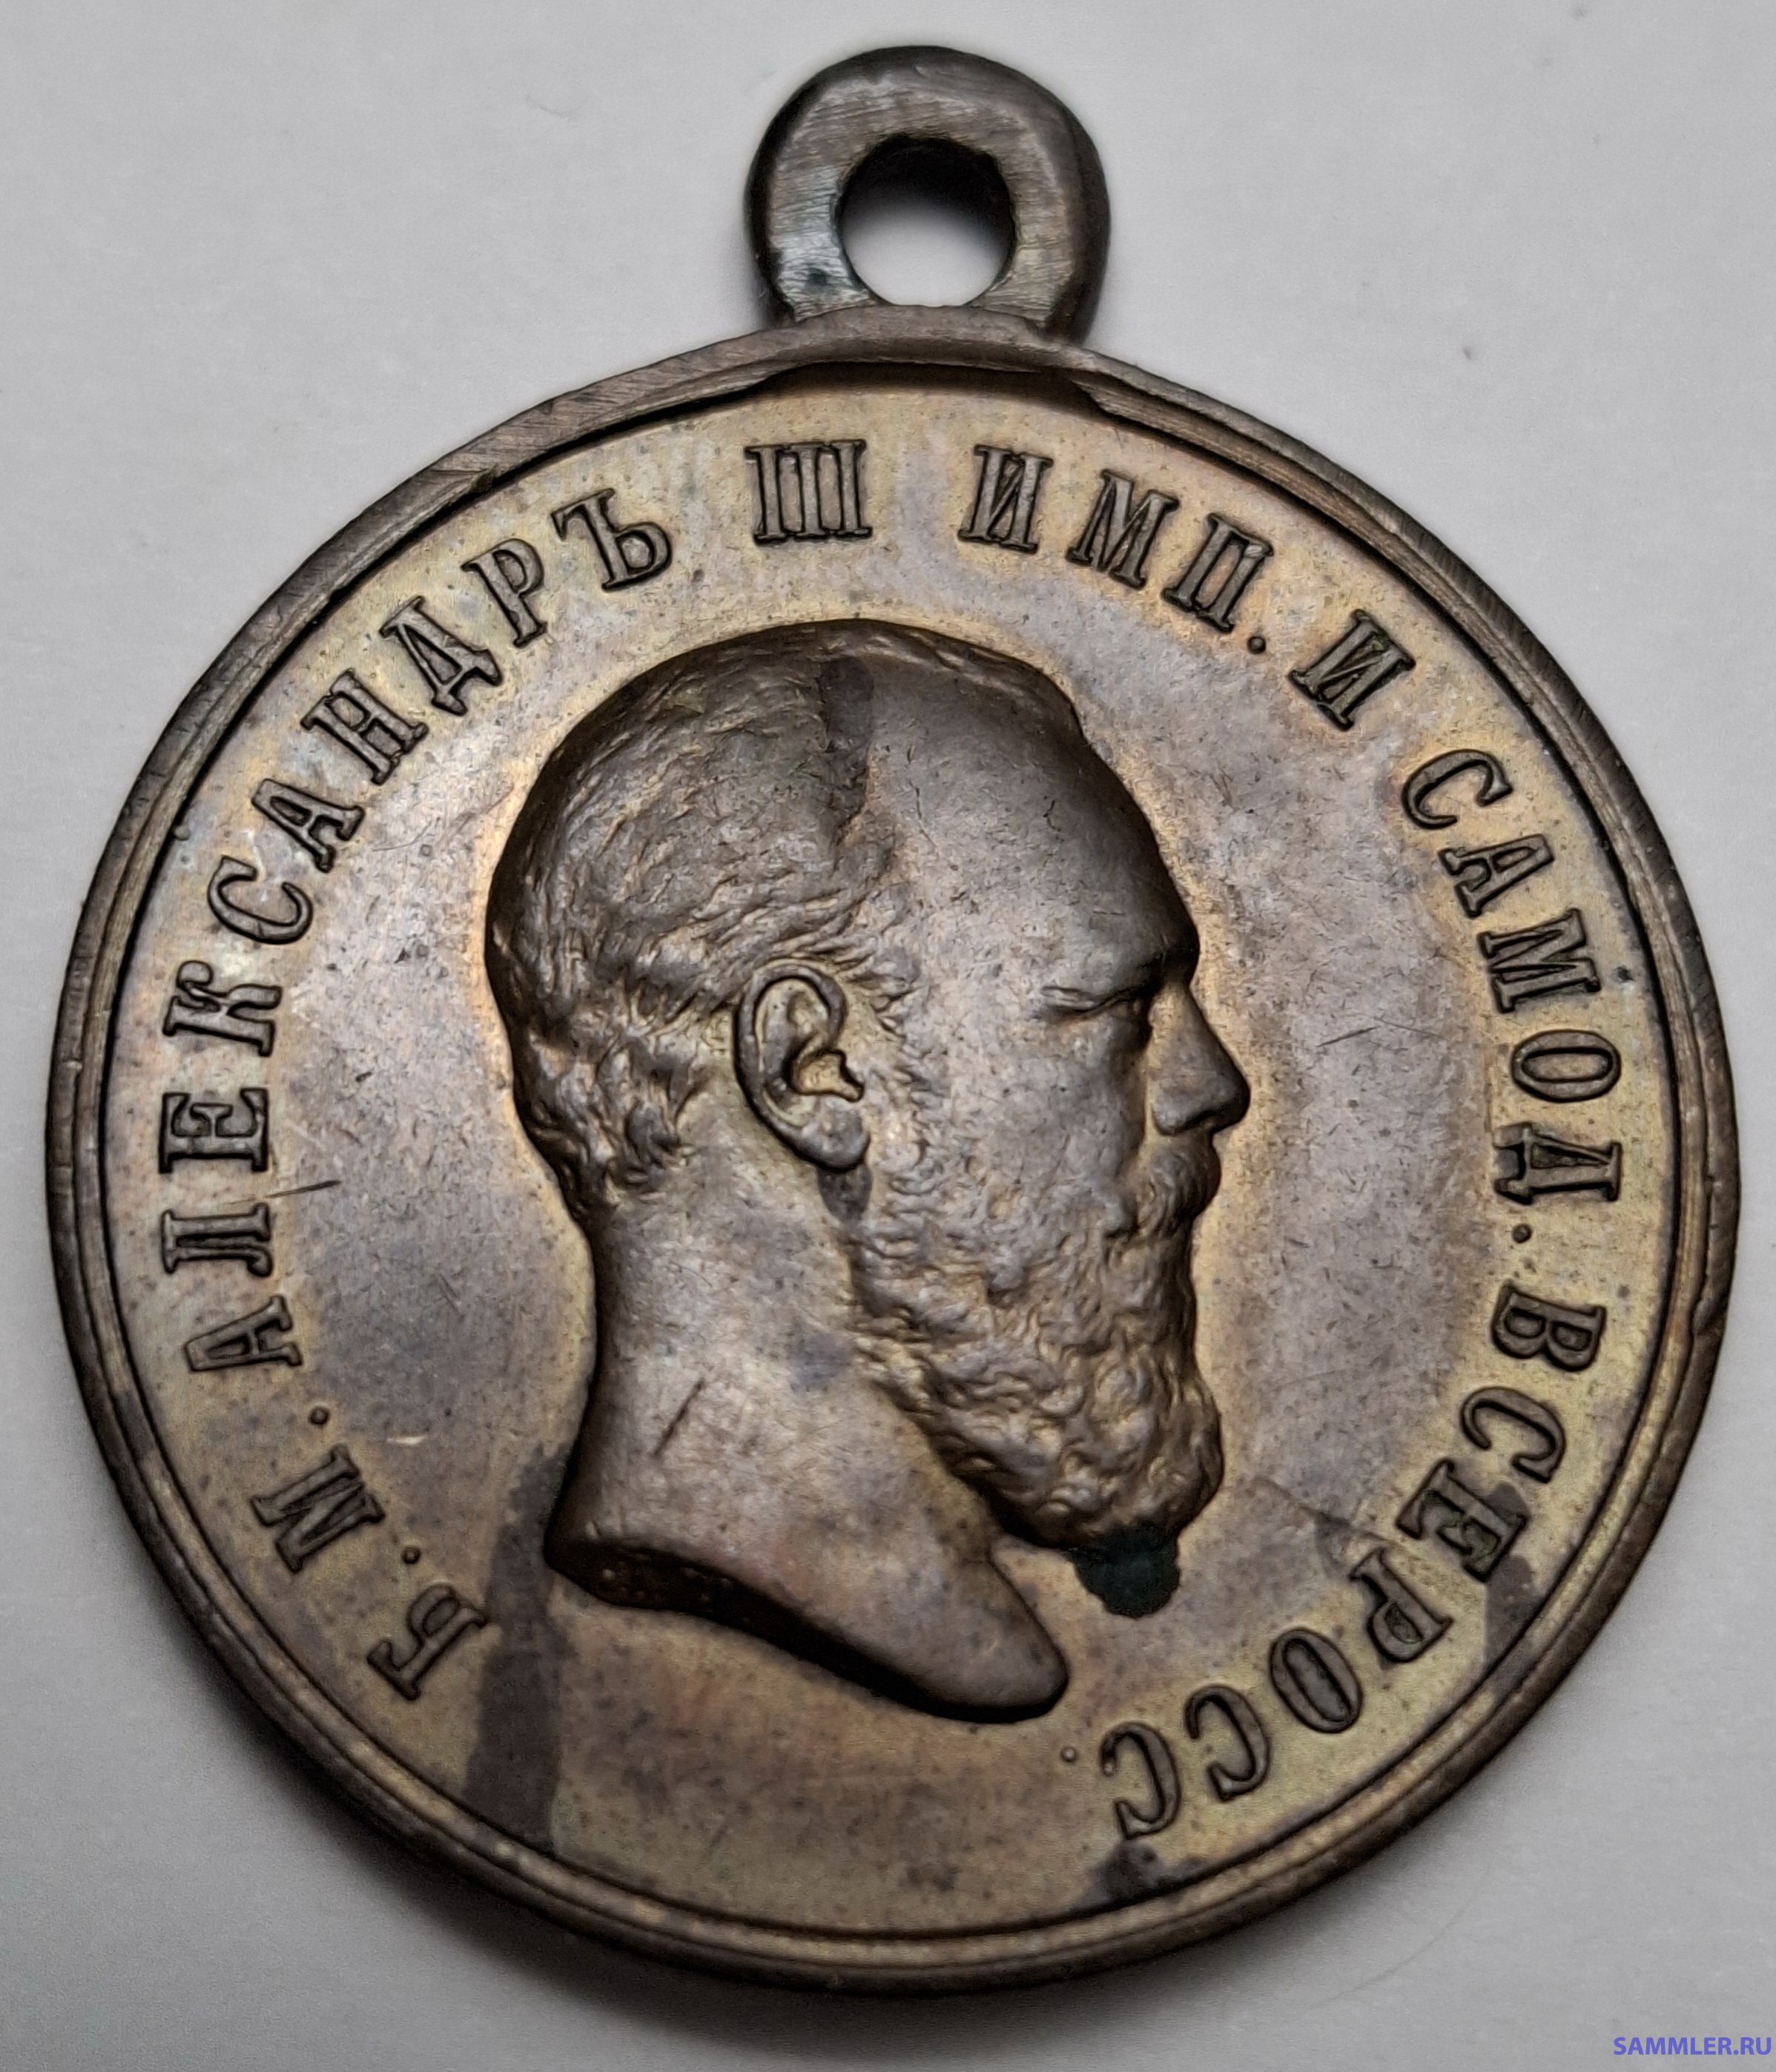 Б. М. АЛЕКСАНДРЪ III ИМП. И САМОД. ВСЕРОСС.
SAMMLER.RU